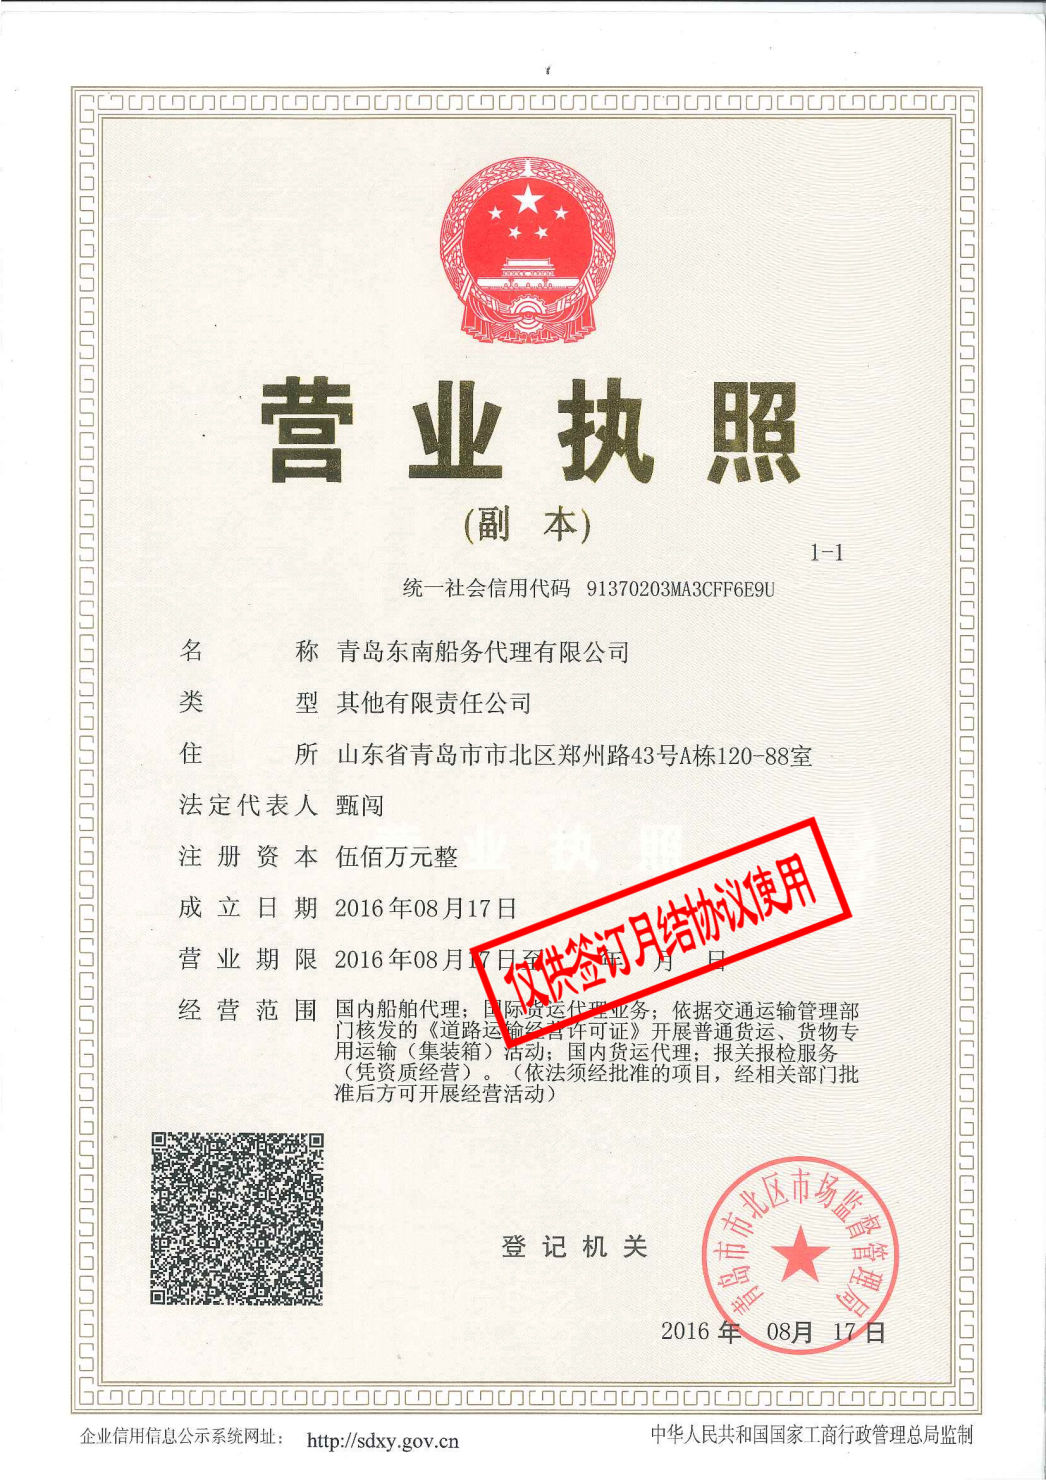 营业执照
(副 本)
1-1
统一社会信用代码 91370203MA3CFF6E9U
名 称 青岛东南船务代理有限公司
类 型 其他有限责任公司
住 所 山东省青岛市市北区郑州路43号A栋120-88室
法定代表人 甄闯
注册资本 伍佰万元整
成立日期 2016年08月17日
营业期限 2016年08月17日至 年 月 日
仅供签订月结协议使用
经营范围 国内船舶代理；国际货运代理业务；依据交通运输管理部
门核发的《道路运输经营许可证》开展普通货运、货物专
用运输（集装箱）活动；国内货运代理；报关报检服务
（凭资质经营）。（依法须经批准的项目，经相关部门批
准后方可开展经营活动）
登记机关
青岛市市北区市场监督管理局
2016年 08月 17日
企业信用信息公示系统网址： http://sdxy.gov.cn
中华人民共和国国家工商行政管理总局监制